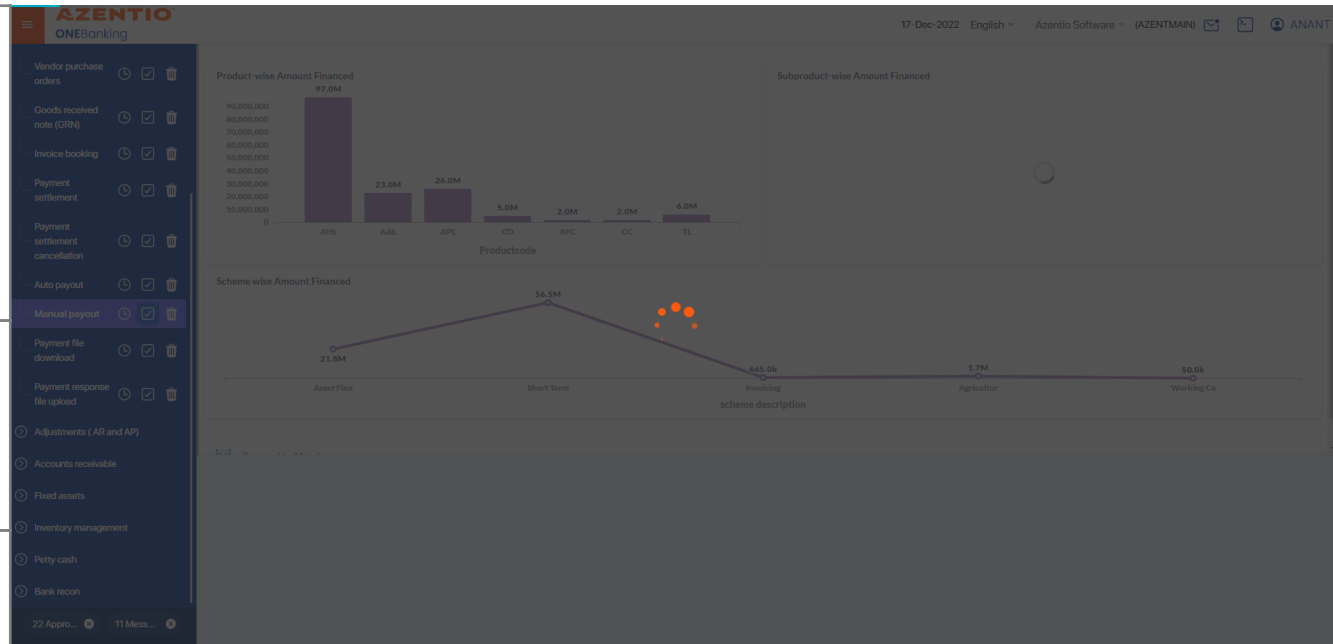 AZENTIO
ONEBanking
17-Dec-2022 English Azentio Software (AZENTMAIN) ANANT
Vendor purchase
orders
Goods received
note (GRN)
Invoice booking
Payment
settlement
Payment
settlement
cancellation
Auto payout
Manual payout
Payment file
download
Payment response
file upload
Adjustments ( AR and AP)
Accounts receivable
Fixed assets
Inventory management
Petty cash
Bank recon
22 Appro... 11 Mess...
Product-wise Amount Financed
97.0M
90,000,000
80,000,000
70,000,000
60,000,000
50,000,000
40,000,000
30,000,000
20,000,000
10,000,000
0
23.0M
26.0M
5.0M
2.0M
2.0M
6.0M
AHL AAL APL CD AFC CC TL
Productcode
Subproduct-wise Amount Financed
Scheme wise Amount Financed
56.5M
21.8M
665.0k
1.7M
50.0k
Asset Fina Short Term Invoicing Agricultur Working Ca
scheme description